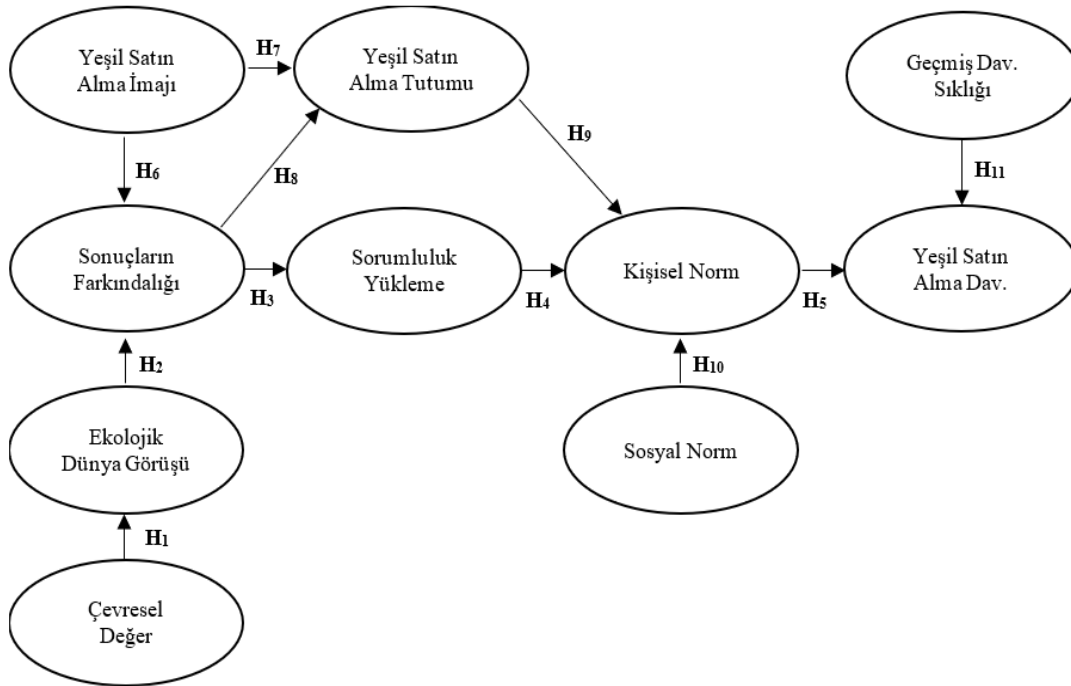 Yeşil Satın
Alma İmajı
H7
Yeşil Satın
Alma Tutumu
Geçmiş Dav.
Sıklığı
H6
H8
H9
H11
Sonuçların
Farkındalığı
H3
Sorumluluk
Yükleme
H4
Kişisel Norm
H5
Yeşil Satın
Alma Dav.
H2
H10
Ekolojik
Dünya Görüşü
Sosyal Norm
H1
Çevresel
Değer